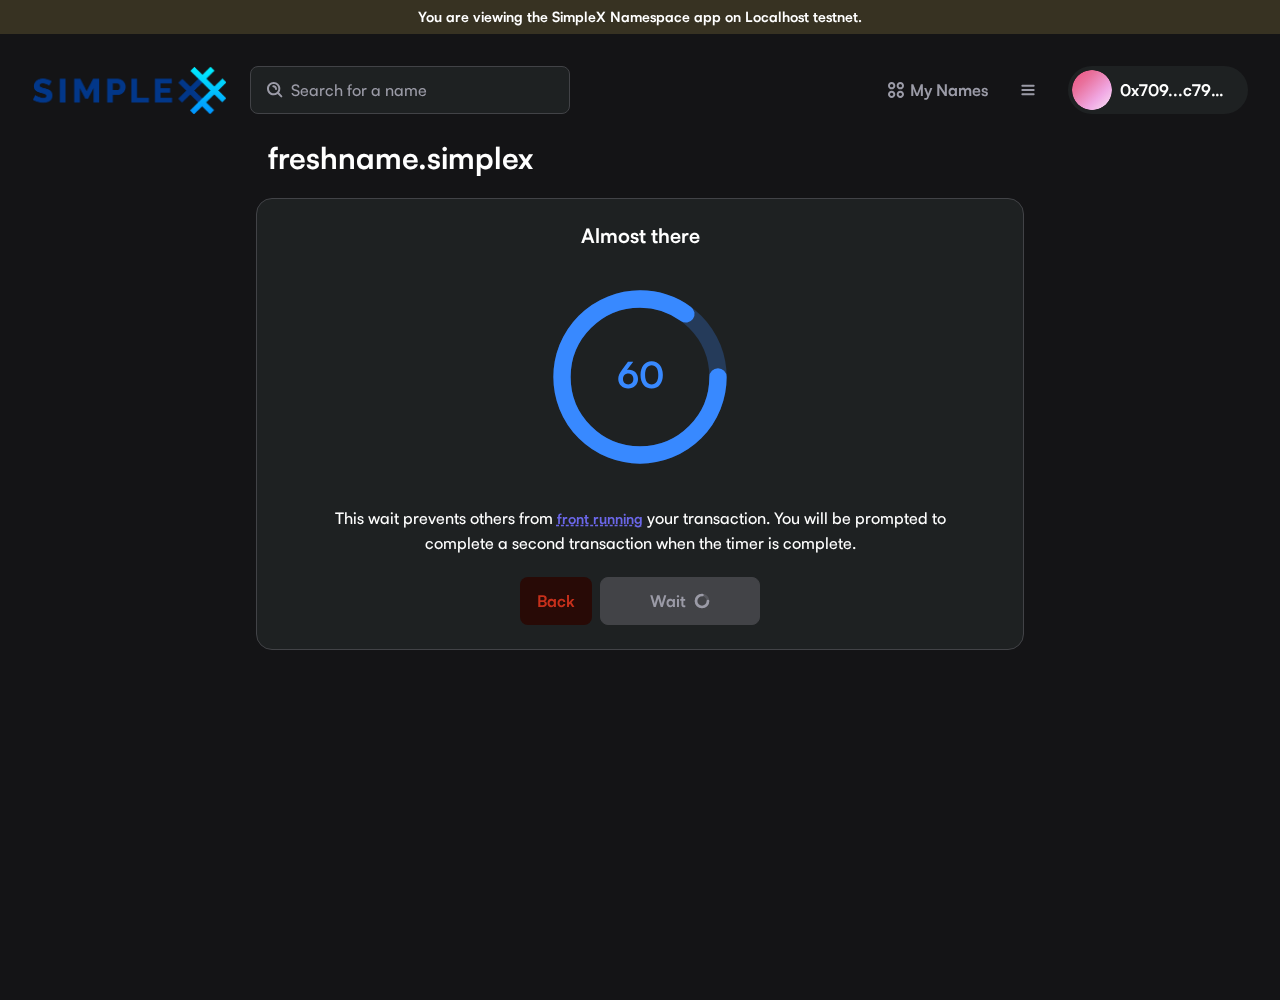 You are viewing the SimpleX Namespace app on Localhost testnet.
SIMPLEX
Search for a name
My Names
0x709...c79...
freshname.simplex
Almost there
60
This wait prevents others from front running your transaction. You will be prompted to
complete a second transaction when the timer is complete.
Back
Wait